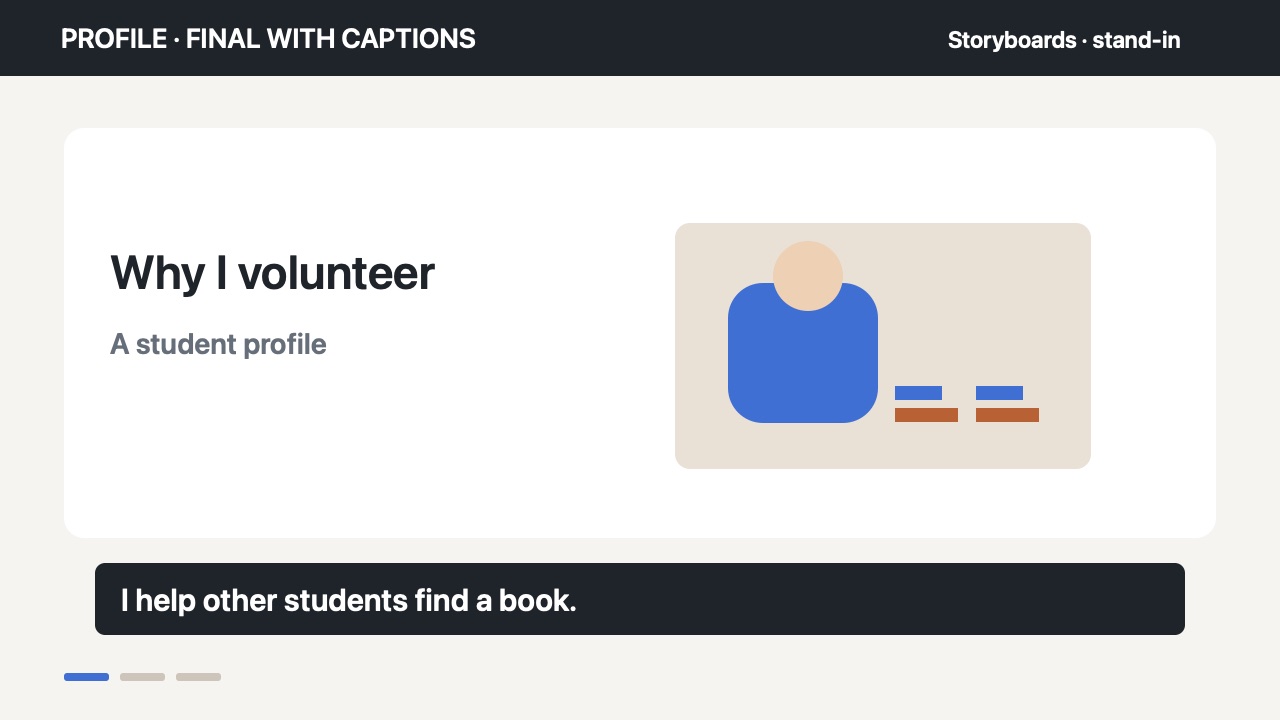 PROFILE · FINAL WITH CAPTIONS
Storyboards · stand-in
Why I volunteer
A student profile
I help other students find a book.